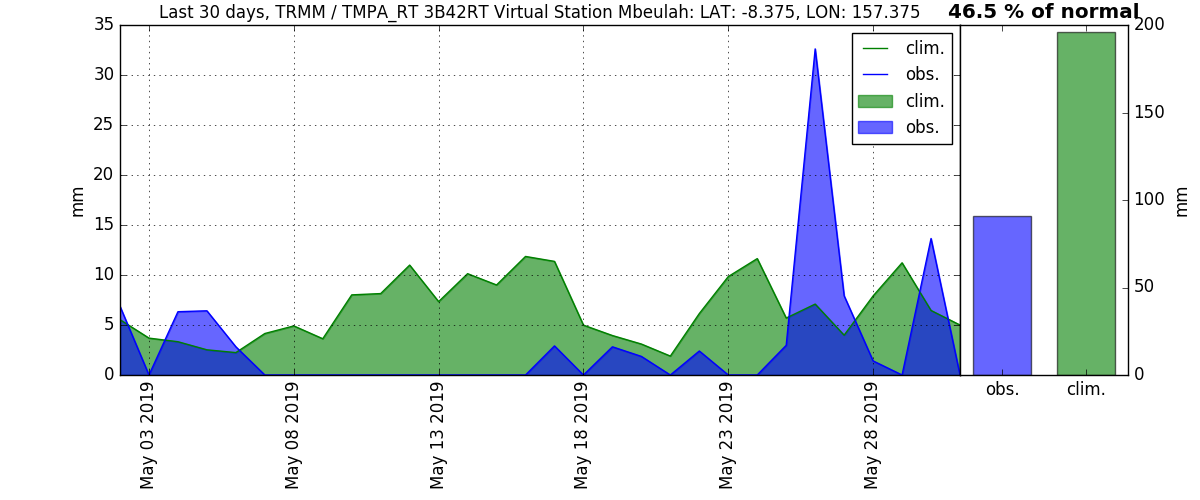 Last 30 days, TRMM / TMPA_RT 3B42RT Virtual Station Mbeulah: LAT: -8.375, LON: 157.375
46.5 % of normal
35
30
25
20
15
10
5
0
mm
clim.
obs.
clim.
obs.
May 03 2019
May 08 2019
May 13 2019
May 18 2019
May 23 2019
May 28 2019
200
150
100
50
0
mm
obs.
clim.